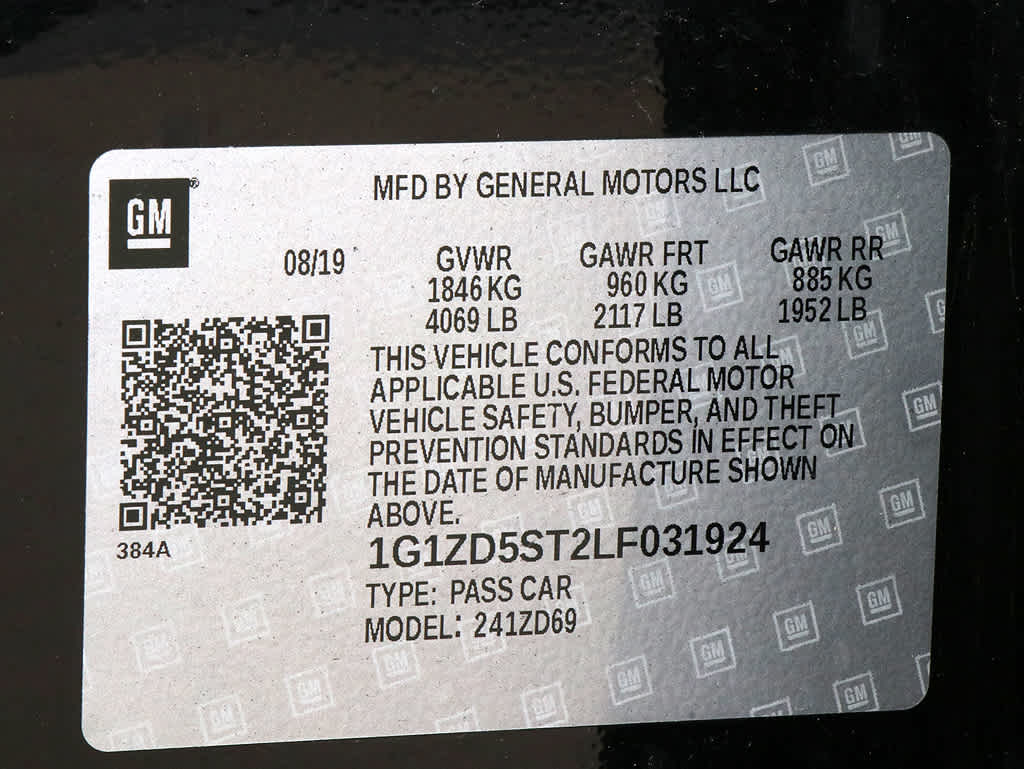 GM ®
MFD BY GENERAL MOTORS LLC
08/19 GVWR GAWR FRT GAWR RR
1846 KG 960 KG 885 KG
4069 LB 2117 LB 1952 LB
THIS VEHICLE CONFORMS TO ALL
APPLICABLE U.S. FEDERAL MOTOR
VEHICLE SAFETY, BUMPER, AND THEFT
PREVENTION STANDARDS IN EFFECT ON
THE DATE OF MANUFACTURE SHOWN
ABOVE.
384A
1G1ZD5ST2LF031924
TYPE: PASS CAR
MODEL: 241ZD69